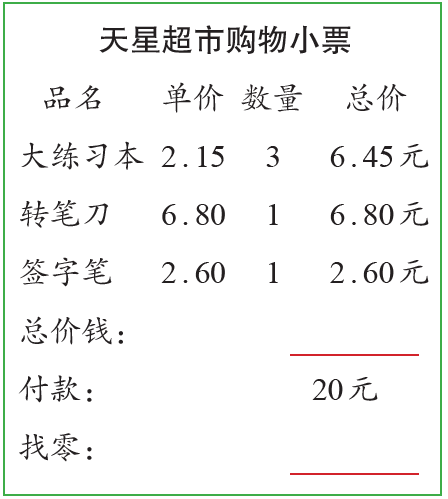 天星超市购物小票
品名 单价 数量 总价
大练习本 2.15 3 6.45元
转笔刀 6.80 1 6.80元
签字笔 2.60 1 2.60元
总价钱：
付款： 20元
找零：